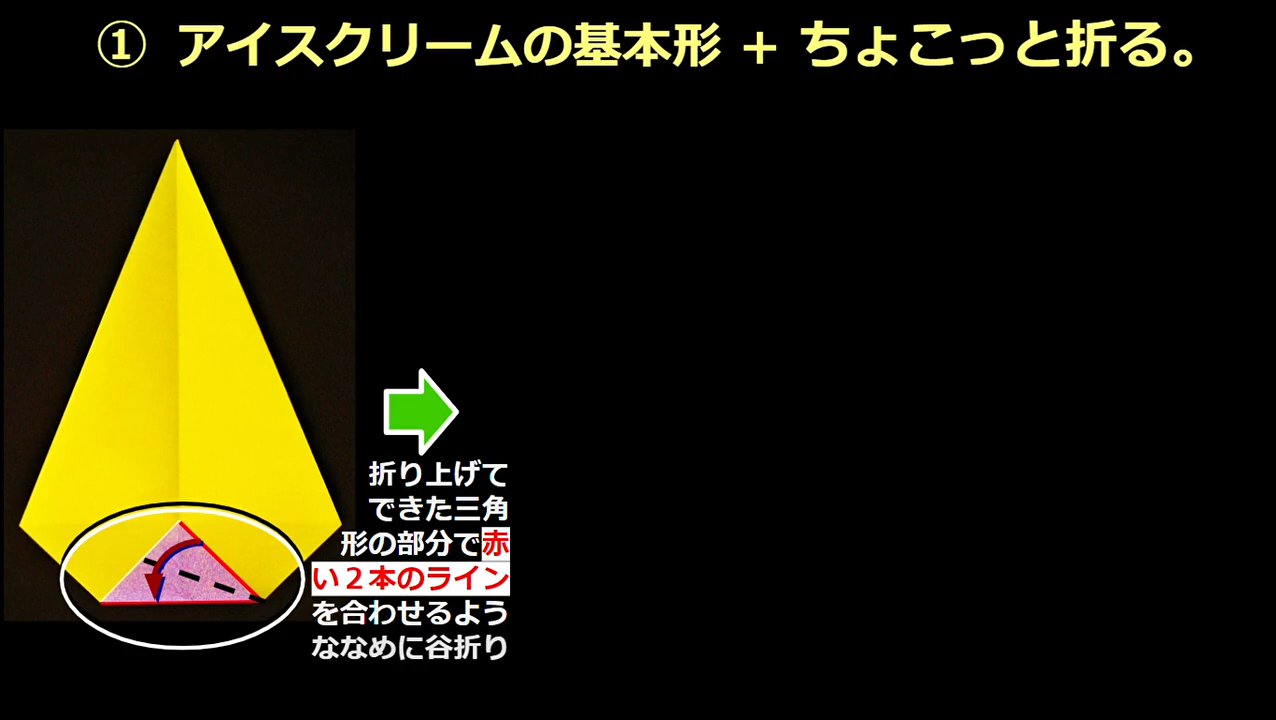 ① アイスクリームの基本形 + ちょこっと折る。
折り上げて
できた三角
形の部分で赤
い２本のライン
を合わせるよう
ななめに谷折り